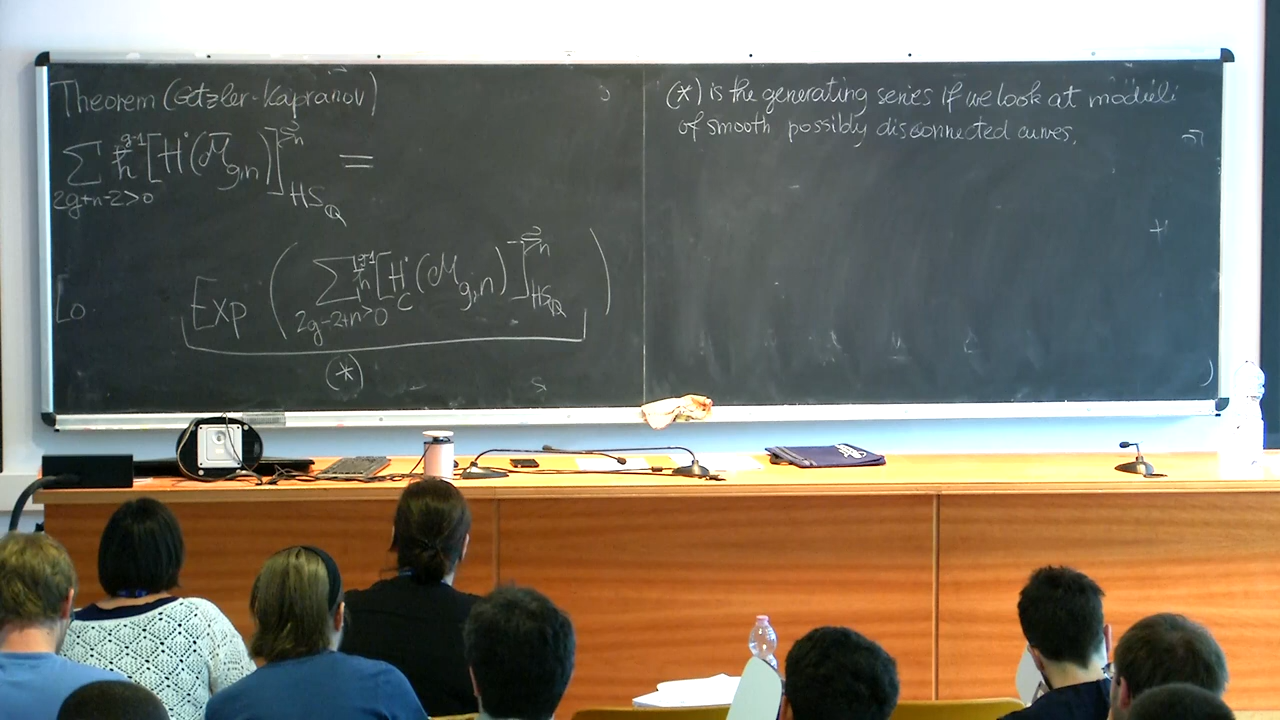 Theorem (Getzler-Kapranov)
∑_{2g+n-2>0} ħ^{g-1} [H^•(M̄_{g,n})]^{S_n}_{HS_Q} =
Lo Exp ( ∑_{2g-2+n>0} ħ^{g-1} [H^•_C(M_{g,n})]^{S_n}_{HS_Q} )
(*)
(*) is the generating series if we look at moduli
of smooth possibly disconnected curves.